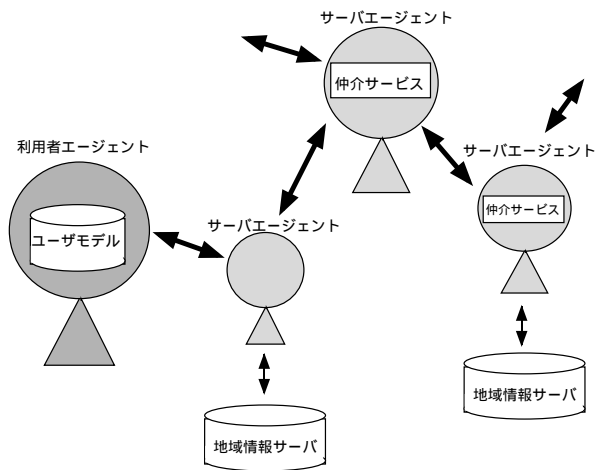 サーバエージェント
仲介サービス
利用者エージェント
ユーザモデル
サーバエージェント
サーバエージェント
仲介サービス
地域情報サーバ
地域情報サーバ